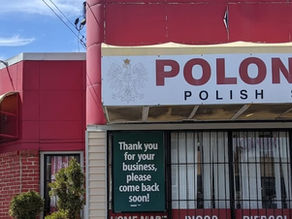 POLON
POLISH S
Thank you
for your
business,
please
come back
soon!